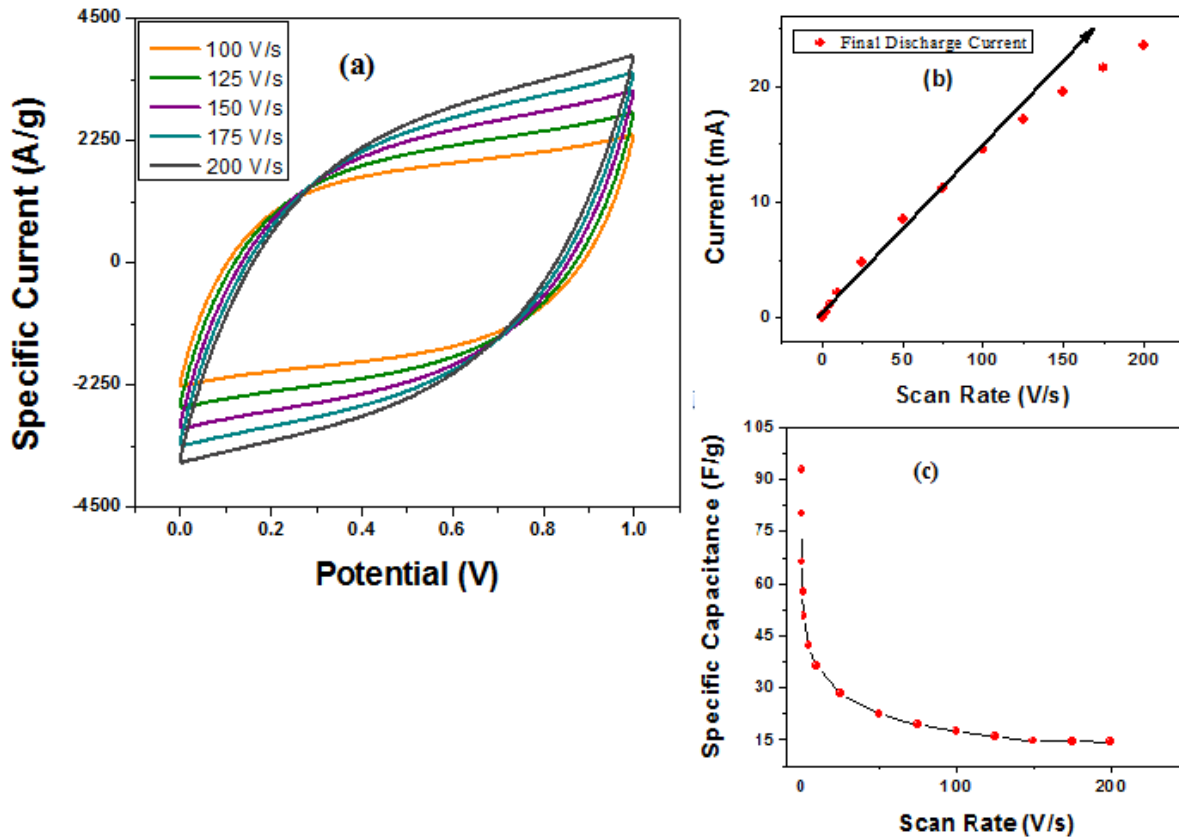 4500
2250
0
-2250
-4500
Specific Current (A/g)
100 V/s
125 V/s
150 V/s
175 V/s
200 V/s
(a)
0.0 0.2 0.4 0.6 0.8 1.0
Potential (V)
20
10
0
Current (mA)
Final Discharge Current
(b)
0 50 100 150 200
Scan Rate (V/s)
105
90
75
60
45
30
15
Specific Capacitance (F/g)
(c)
0 100 200
Scan Rate (V/s)